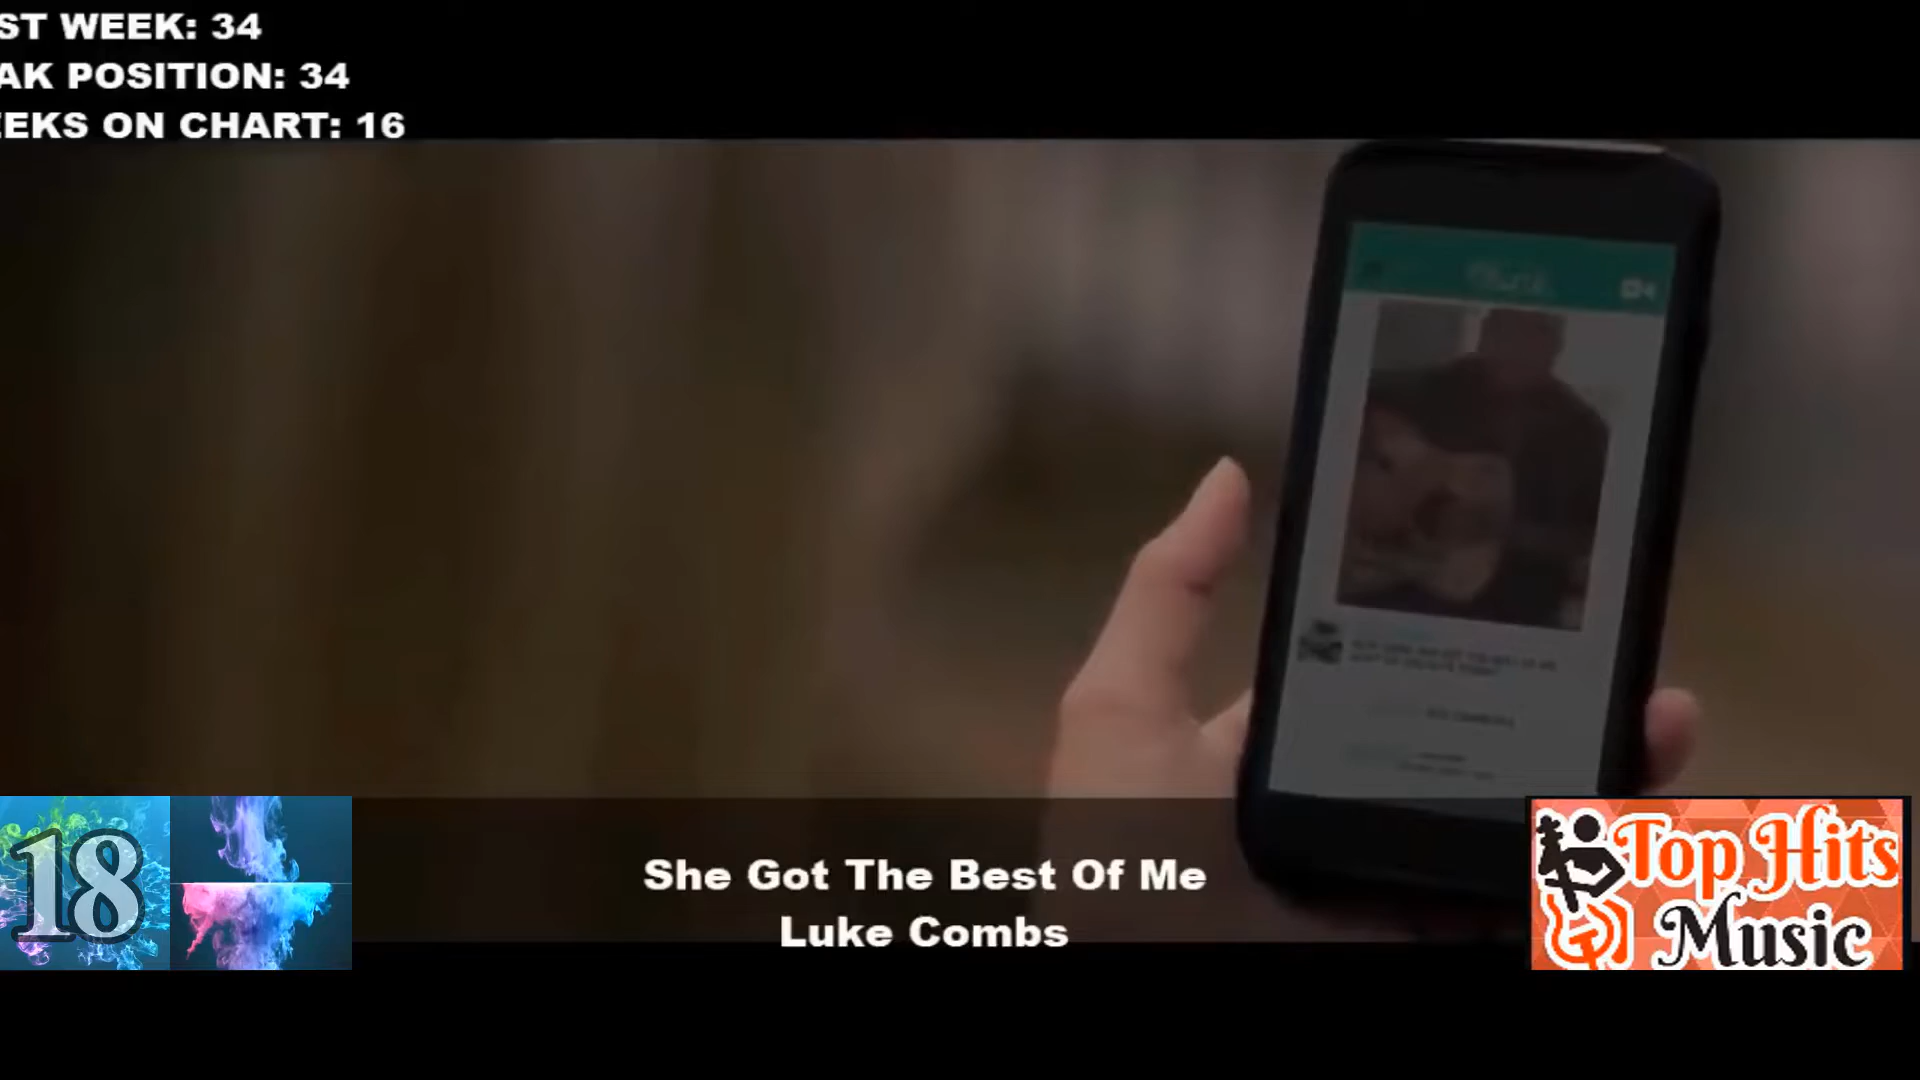 ST WEEK: 34
AK POSITION: 34
EEKS ON CHART: 16
18
She Got The Best Of Me
Luke Combs
Top Hits
Music